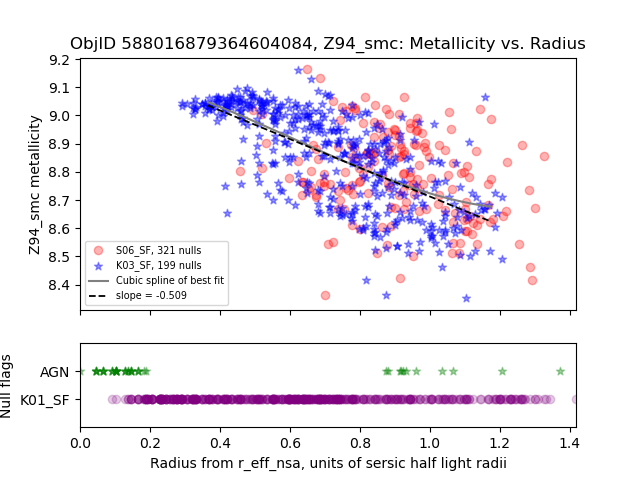 ObjID 588016879364604084, Z94_smc: Metallicity vs. Radius
Z94_smc metallicity
9.2
9.1
9.0
8.9
8.8
8.7
8.6
8.5
8.4
S06_SF, 321 nulls
K03_SF, 199 nulls
Cubic spline of best fit
slope = -0.509
Null flags
AGN
K01_SF
0.0 0.2 0.4 0.6 0.8 1.0 1.2 1.4
Radius from r_eff_nsa, units of sersic half light radii